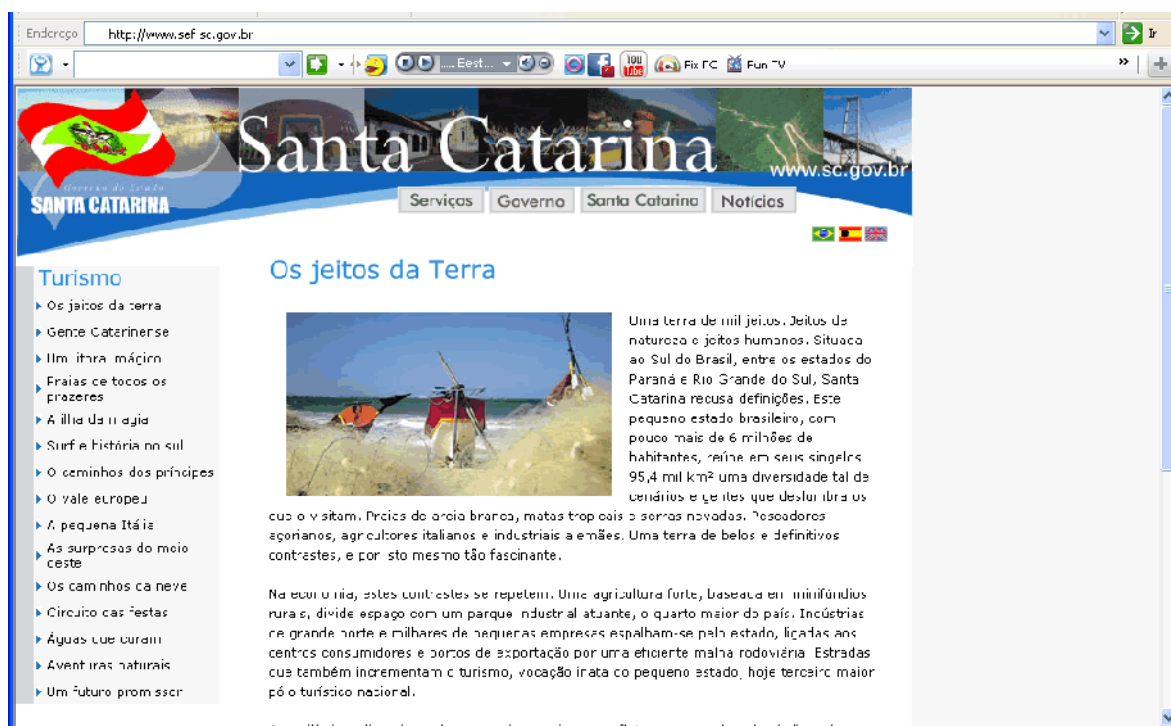 Endereço http://www.sef.sc.gov.br Ir
.... Eest... You Tube Fix PC Fun TV »
Santa Catarina
www.sc.gov.br
Governo do Estado
SANTA CATARINA
Serviços Governo Santa Catarina Notícias
Turismo
Os jeitos da terra
Gente Catarinense
Um litoral mágico
Praias de todos os
prazeres
A ilha da magia
Surf e história no sul
O caminhos dos príncipes
O vale europeu
A pequena Itália
As surpresas do meio
oeste
Os caminhos da neve
Circuito das festas
Águas que curam
Aventuras naturais
Um futuro promissor
Os jeitos da Terra
Uma terra de mil jeitos. Jeitos de
natureza e jeitos humanos. Situada
ao Sul do Brasil, entre os estados do
Paraná e Rio Grande do Sul, Santa
Catarina recusa definições. Este
pequeno estado brasileiro, com
pouco mais de 6 milhões de
habitantes, reúne em seus singelos
95,4 mil km² uma diversidade tal de
cenários e gentes que deslumbra os
que o visitam. Praias de areia branca, matas tropicais e serras nevadas. Pescadores
açorianos, agricultores italianos e industriais alemães. Uma terra de belos e definitivos
contrastes, e por isto mesmo tão fascinante.
Na economia, estes contrastes se repetem. Uma agricultura forte, baseada em minifúndios
rurais, divide espaço com um parque industrial atuante, o quarto maior do país. Indústrias
de grande porte e milhares de pequenas empresas espalham-se pelo estado, ligadas aos
centros consumidores e portos de exportação por uma eficiente malha rodoviária. Estradas
que também incrementam o turismo, vocação inata do pequeno estado, hoje terceiro maior
pólo turístico nacional.